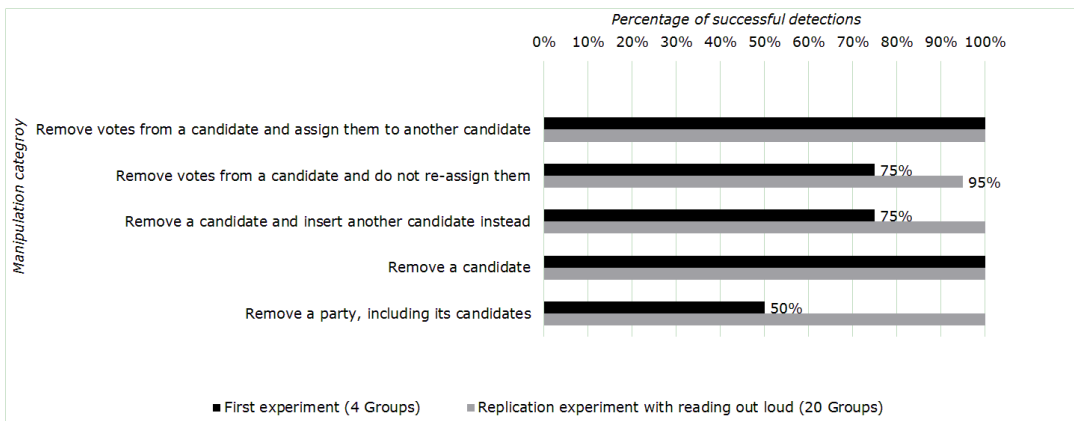 Percentage of successful detections
0% 10% 20% 30% 40% 50% 60% 70% 80% 90% 100%
Manipulation categroy
Remove votes from a candidate and assign them to another candidate
Remove votes from a candidate and do not re-assign them
75%
95%
Remove a candidate and insert another candidate instead
75%
Remove a candidate
Remove a party, including its candidates
50%
First experiment (4 Groups)
Replication experiment with reading out loud (20 Groups)